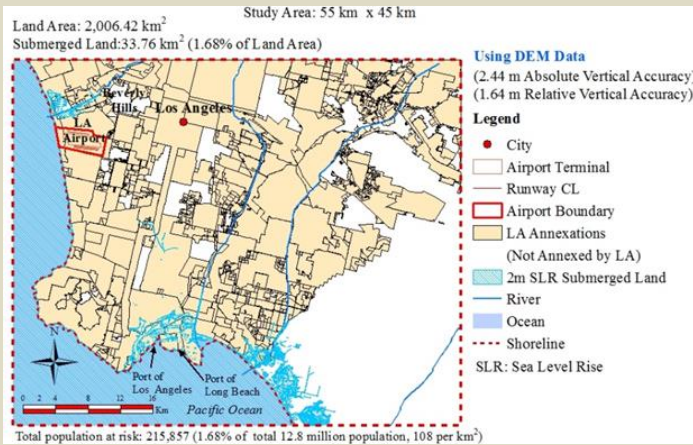 Study Area: 55 km x 45 km
Land Area: 2,006.42 km²
Submerged Land:33.76 km² (1.68% of Land Area)
Beverly
Hills
Los Angeles
LA
Airport
Port of
Los Angeles
Port of
Long Beach
Pacific Ocean
0 2 4 8 12 16
Km
Using DEM Data
(2.44 m Absolute Vertical Accuracy)
(1.64 m Relative Vertical Accuracy)
Legend
City
Airport Terminal
Runway CL
Airport Boundary
LA Annexations
(Not Annexed by LA)
2m SLR Submerged Land
River
Ocean
Shoreline
SLR: Sea Level Rise
Total population at risk: 215,857 (1.68% of total 12.8 million population, 108 per km²)